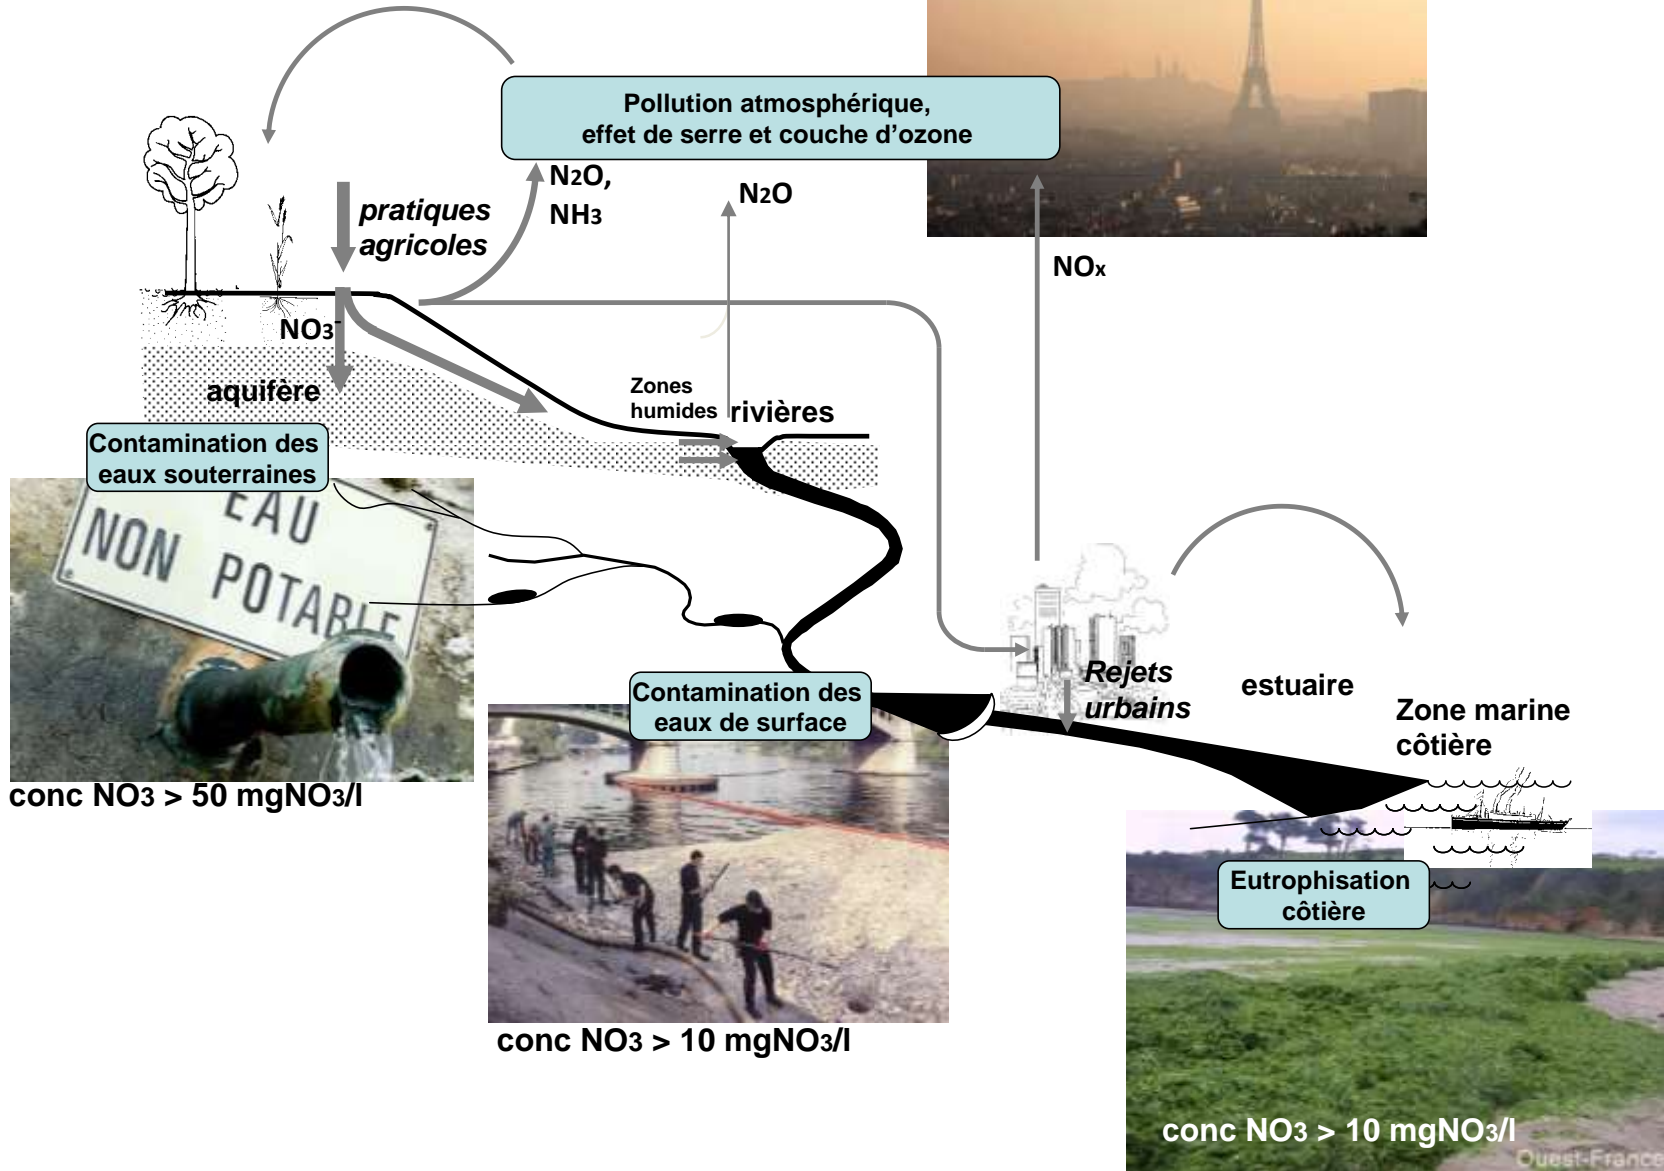 Pollution atmosphérique,
effet de serre et couche d'ozone
N2O,
NH3
N2O
NOx
pratiques
agricoles
NO3-
aquifère
Zones
humides
rivières
Contamination des
eaux souterraines
EAU
NON POTABLE
conc NO3 > 50 mgNO3/l
Contamination des
eaux de surface
conc NO3 > 10 mgNO3/l
Rejets
urbains
estuaire
Zone marine
côtière
Eutrophisation
côtière
conc NO3 > 10 mgNO3/l
Ouest-France